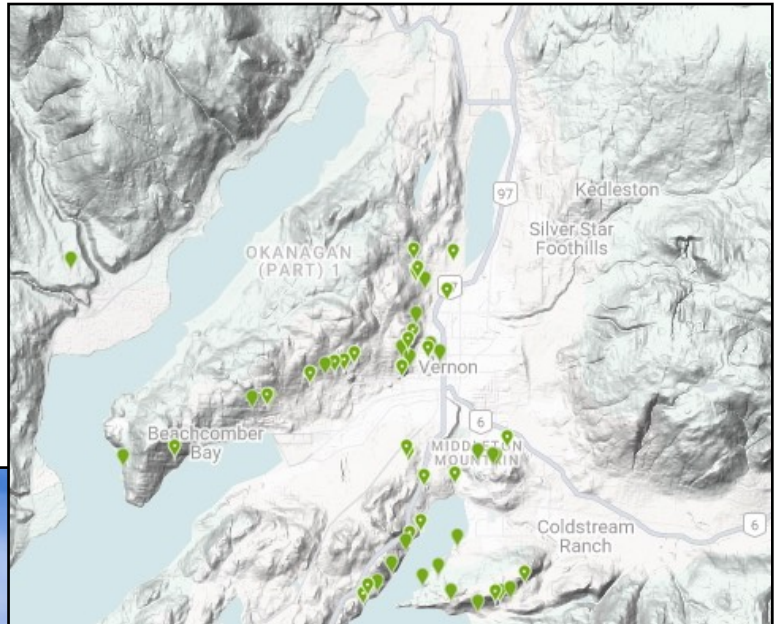 97
Kedleston
Silver Star
Foothills
OKANAGAN
(PART) 1
Vernon
Beachcomber
Bay
6
MIDDLETON
MOUNTAIN
Coldstream
Ranch
6